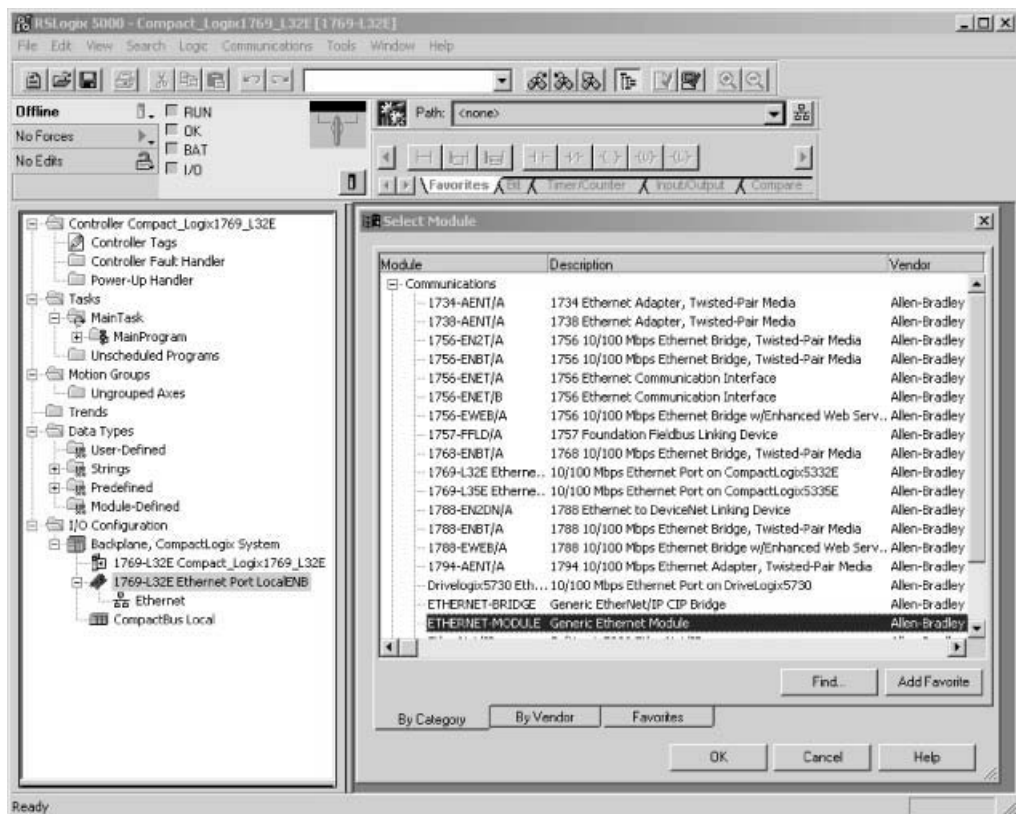 RSLogix 5000 - Compact_Logix1769_L32E [1769-L32E]
File Edit View Search Logic Communications Tools Window Help
Offline
RUN
No Forces
OK
BAT
No Edits
I/O
Path: <none>
Favorites Bit Timer/Counter Input/Output Compare
Controller Compact_Logix1769_L32E
Controller Tags
Controller Fault Handler
Power-Up Handler
Tasks
MainTask
MainProgram
Unscheduled Programs
Motion Groups
Ungrouped Axes
Trends
Data Types
User-Defined
Strings
Predefined
Module-Defined
I/O Configuration
Backplane, CompactLogix System
1769-L32E Compact_Logix1769_L32E
1769-L32E Ethernet Port LocalENB
Ethernet
CompactBus Local
Select Module
Module Description Vendor
Communications
1734-AENT/A 1734 Ethernet Adapter, Twisted-Pair Media Allen-Bradley
1738-AENT/A 1738 Ethernet Adapter, Twisted-Pair Media Allen-Bradley
1756-EN2T/A 1756 10/100 Mbps Ethernet Bridge, Twisted-Pair Media Allen-Bradley
1756-ENBT/A 1756 10/100 Mbps Ethernet Bridge, Twisted-Pair Media Allen-Bradley
1756-ENET/A 1756 Ethernet Communication Interface Allen-Bradley
1756-ENET/B 1756 Ethernet Communication Interface Allen-Bradley
1756-EWEB/A 1756 10/100 Mbps Ethernet Bridge w/Enhanced Web Serv... Allen-Bradley
1757-FFLD/A 1757 Foundation Fieldbus Linking Device Allen-Bradley
1768-ENBT/A 1768 10/100 Mbps Ethernet Bridge, Twisted-Pair Media Allen-Bradley
1769-L32E Etherne... 10/100 Mbps Ethernet Port on CompactLogix5332E Allen-Bradley
1769-L35E Etherne... 10/100 Mbps Ethernet Port on CompactLogix5335E Allen-Bradley
1788-EN2DN/A 1788 Ethernet to DeviceNet Linking Device Allen-Bradley
1788-ENBT/A 1788 10/100 Mbps Ethernet Bridge, Twisted-Pair Media Allen-Bradley
1788-EWEB/A 1788 10/100 Mbps Ethernet Bridge w/Enhanced Web Serv... Allen-Bradley
1794-AENT/A 1794 10/100 Mbps Ethernet Adapter, Twisted-Pair Media Allen-Bradley
Drivelogix5730 Eth... 10/100 Mbps Ethernet Port on DriveLogix5730 Allen-Bradley
ETHERNET-BRIDGE Generic EtherNet/IP CIP Bridge Allen-Bradley
ETHERNET-MODULE Generic Ethernet Module Allen-Bradley
Find... Add Favorite
By Category By Vendor Favorites
OK Cancel Help
Ready